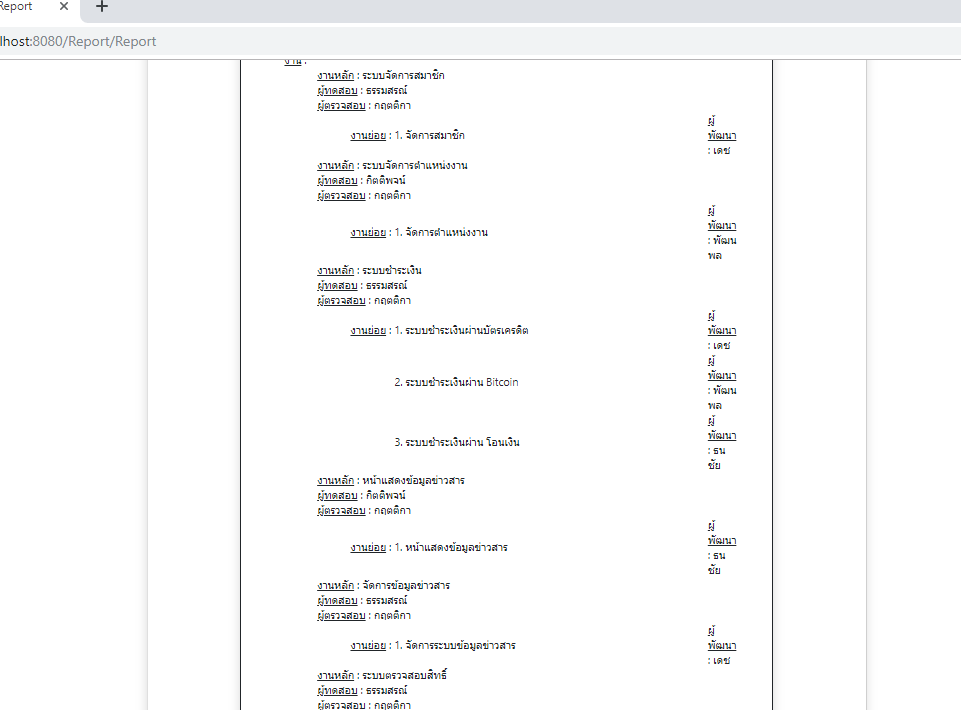 Report
lhost:8080/Report/Report
งาน :
งานหลัก : ระบบจัดการสมาชิก
ผู้ทดสอบ : ธรรมสรณ์
ผู้ตรวจสอบ : กฤตติกา
งานย่อย : 1. จัดการสมาชิก
ผู้
พัฒนา
: เดช
งานหลัก : ระบบจัดการตำแหน่งงาน
ผู้ทดสอบ : กิตติพจน์
ผู้ตรวจสอบ : กฤตติกา
งานย่อย : 1. จัดการตำแหน่งงาน
ผู้
พัฒนา
: พัฒน
พล
งานหลัก : ระบบชำระเงิน
ผู้ทดสอบ : ธรรมสรณ์
ผู้ตรวจสอบ : กฤตติกา
งานย่อย : 1. ระบบชำระเงินผ่านบัตรเครดิต
ผู้
พัฒนา
: เดช
2. ระบบชำระเงินผ่าน Bitcoin
ผู้
พัฒนา
: พัฒน
พล
3. ระบบชำระเงินผ่าน โอนเงิน
ผู้
พัฒนา
: ธน
ชัย
งานหลัก : หน้าแสดงข้อมูลข่าวสาร
ผู้ทดสอบ : กิตติพจน์
ผู้ตรวจสอบ : กฤตติกา
งานย่อย : 1. หน้าแสดงข้อมูลข่าวสาร
ผู้
พัฒนา
: ธน
ชัย
งานหลัก : จัดการข้อมูลข่าวสาร
ผู้ทดสอบ : ธรรมสรณ์
ผู้ตรวจสอบ : กฤตติกา
งานย่อย : 1. จัดการระบบข้อมูลข่าวสาร
ผู้
พัฒนา
: เดช
งานหลัก : ระบบตรวจสอบสิทธิ์
ผู้ทดสอบ : ธรรมสรณ์
ผู้ตรวจสอบ : กฤตติกา